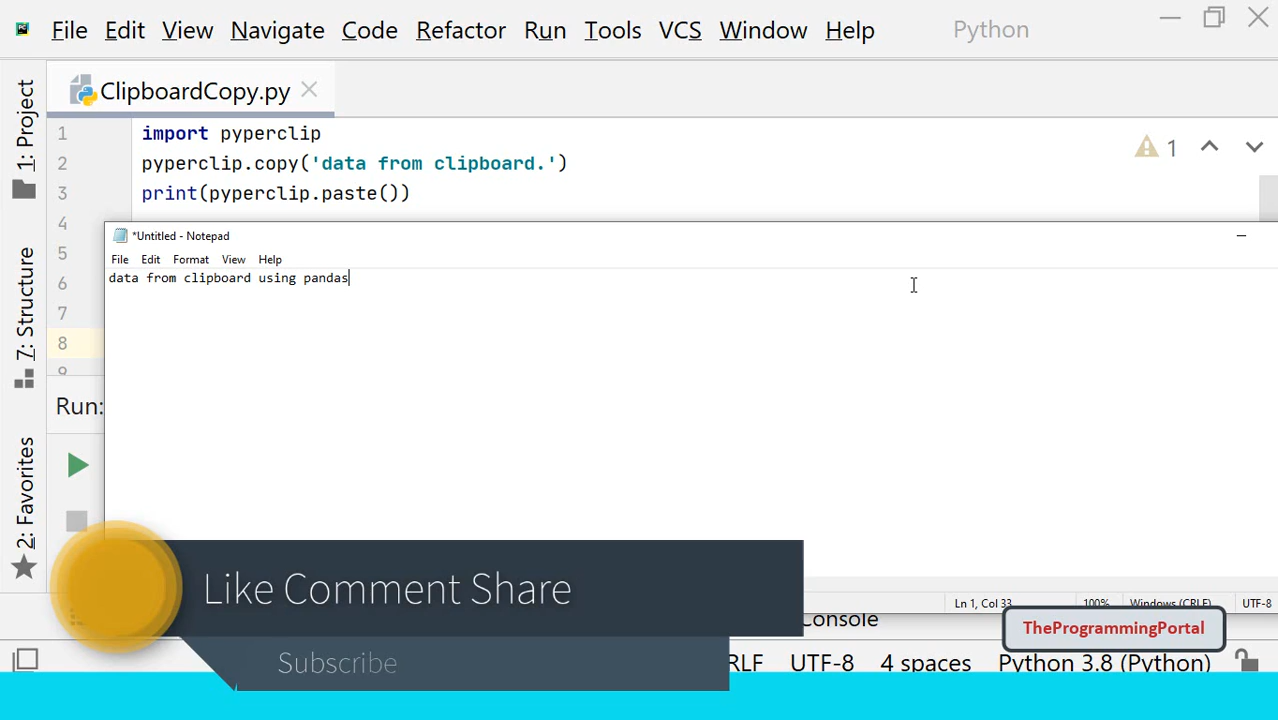 File Edit View Navigate Code Refactor Run Tools VCS Window Help Python
ClipboardCopy.py
1: Project
1 import pyperclip
2 pyperclip.copy('data from clipboard.')
3 print(pyperclip.paste())
1
4
5
6
7
8
9
*Untitled - Notepad
File Edit Format View Help
data from clipboard using pandas
7: Structure
Run:
2: Favorites
Like Comment Share
Subscribe
Ln 1, Col 33 100% Windows (CRLF) UTF-8
Console
TheProgrammingPortal
RLF UTF-8 4 spaces Python 3.8 (Python)